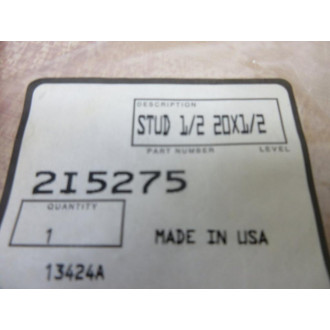 DESCRIPTION
STUD 1/2 20X1/2
PART NUMBER LEVEL
2I5275
QUANTITY
1
MADE IN USA
13424A